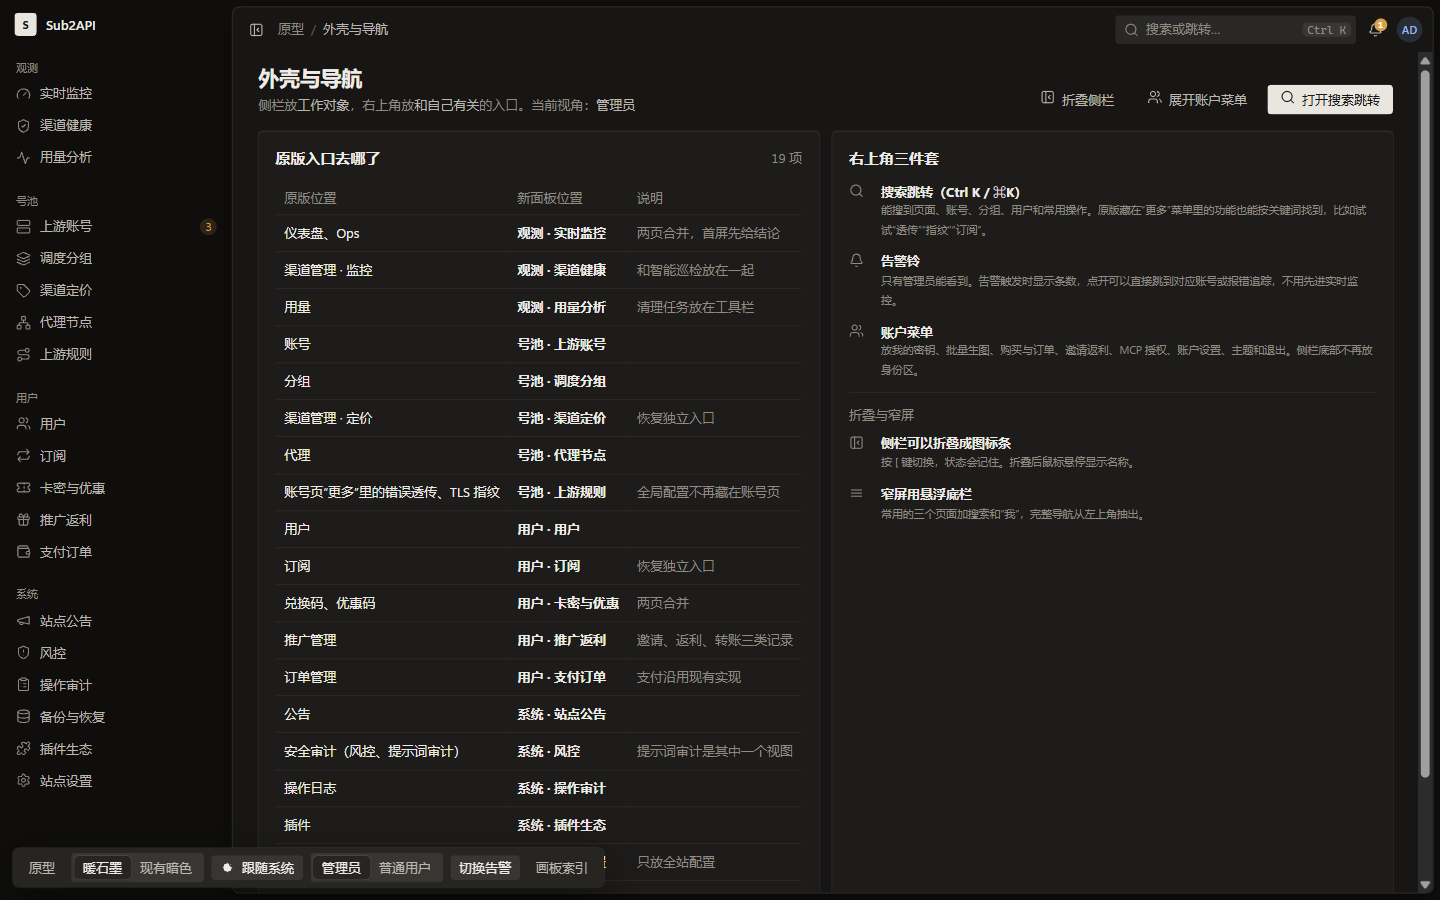 S Sub2API
观测
实时监控
渠道健康
用量分析
号池
上游账号 3
调度分组
渠道定价
代理节点
上游规则
用户
用户
订阅
卡密与优惠
推广返利
支付订单
系统
站点公告
风控
操作审计
备份与恢复
插件生态
站点设置
原型 / 外壳与导航
搜索或跳转... Ctrl K
1
AD
外壳与导航
侧栏放工作对象，右上角放和自己有关的入口。当前视角：管理员
折叠侧栏 展开账户菜单 打开搜索跳转
原版入口去哪了 19 项
原版位置 新面板位置 说明
仪表盘、Ops 观测 · 实时监控 两页合并，首屏先给结论
渠道管理 · 监控 观测 · 渠道健康 和智能巡检放在一起
用量 观测 · 用量分析 清理任务放在工具栏
账号 号池 · 上游账号
分组 号池 · 调度分组
渠道管理 · 定价 号池 · 渠道定价 恢复独立入口
代理 号池 · 代理节点
账号页“更多”里的错误透传、TLS 指纹 号池 · 上游规则 全局配置不再藏在账号页
用户 用户 · 用户
订阅 用户 · 订阅 恢复独立入口
兑换码、优惠码 用户 · 卡密与优惠 两页合并
推广管理 用户 · 推广返利 邀请、返利、转账三类记录
订单管理 用户 · 支付订单 支付沿用现有实现
公告 系统 · 站点公告
安全审计（风控、提示词审计） 系统 · 风控 提示词审计是其中一个视图
操作日志 系统 · 操作审计
插件 系统 · 插件生态
只放全站配置
右上角三件套
搜索跳转（Ctrl K / ⌘K）
能搜到页面、账号、分组、用户和常用操作。原版藏在“更多”菜单里的功能也能按关键词找到，比如试
试“透传”“指纹”“订阅”。
告警铃
只有管理员能看到。告警触发时显示条数，点开可以直接跳到对应账号或报错追踪，不用先进实时监
控。
账户菜单
放我的密钥、批量生图、购买与订单、邀请返利、MCP 授权、账户设置、主题和退出。侧栏底部不再放
身份区。
折叠与窄屏
侧栏可以折叠成图标条
按 [ 键切换，状态会记住。折叠后鼠标悬停显示名称。
窄屏用悬浮底栏
常用的三个页面加搜索和“我”，完整导航从左上角抽出。
原型 暖石墨 现有暗色 跟随系统 管理员 普通用户 切换告警 画板索引